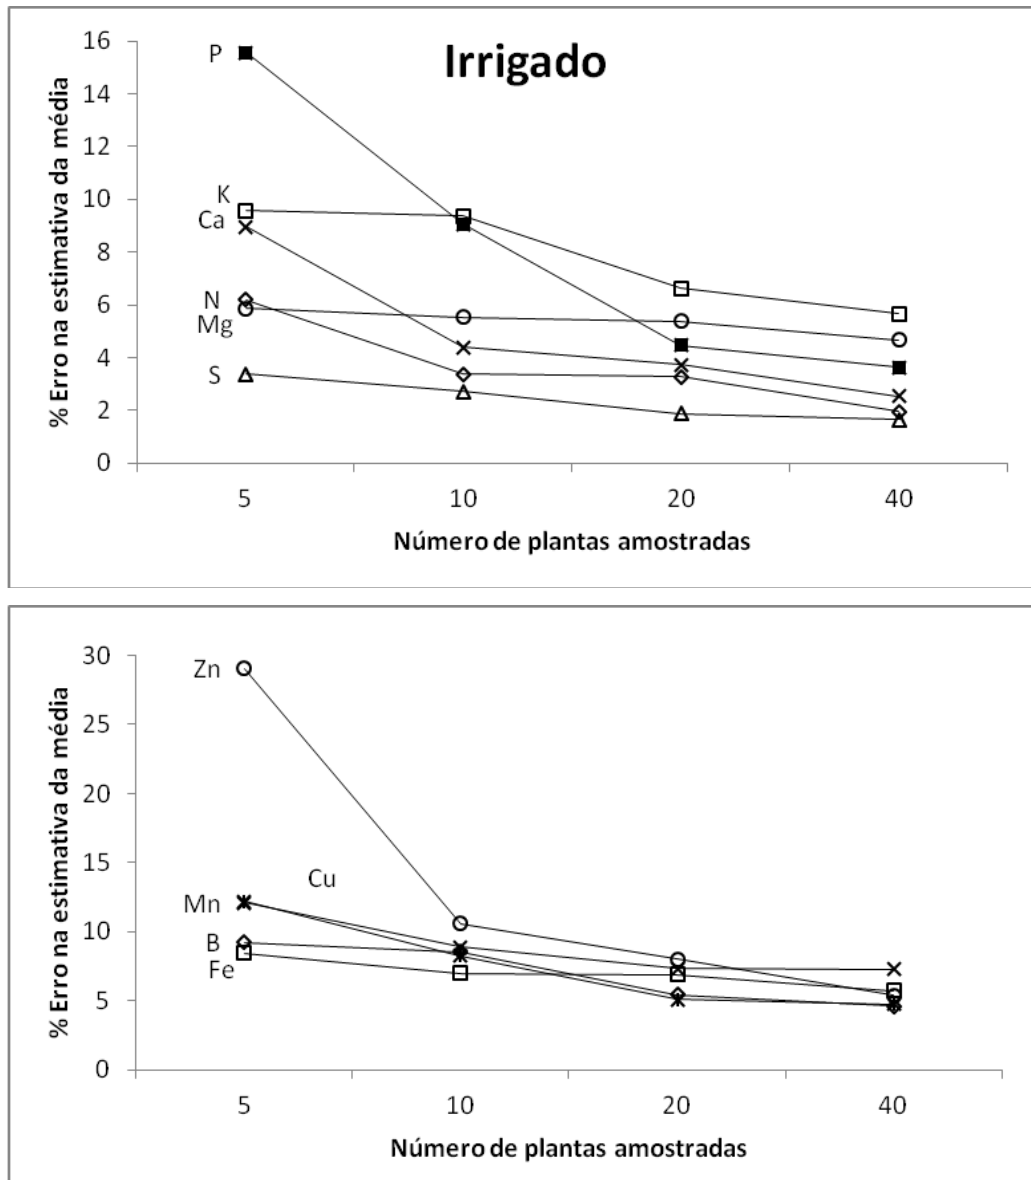 Irrigado
% Erro na estimativa da média
16
14
12
10
8
6
4
2
0
P
K
Ca
N
Mg
S
5 10 20 40
Número de plantas amostradas
% Erro na estimativa da média
30
25
20
15
10
5
0
Zn
Cu
Mn
B
Fe
5 10 20 40
Número de plantas amostradas